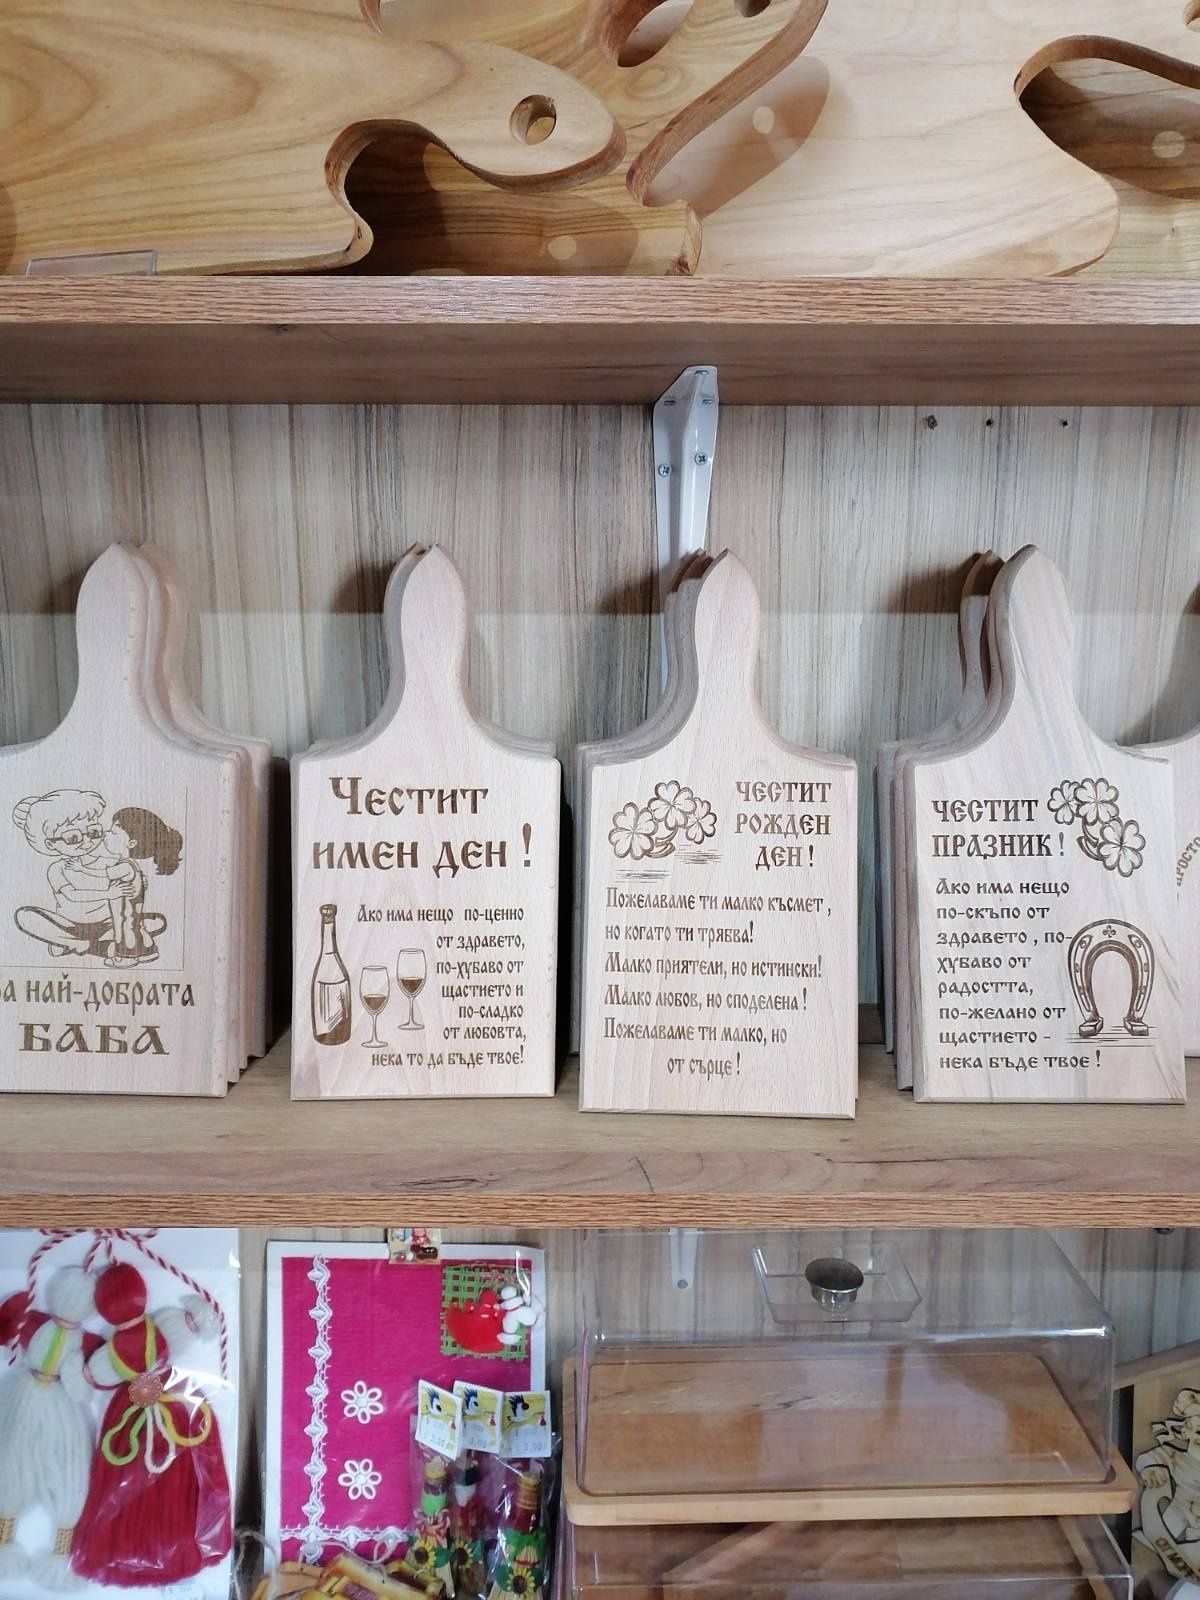 ЗА НАЙ-ДОБРАТА
БАБА
ЧЕСТИТ
ИМЕН ДЕН !
АКО ИМА НЕЩО ПО-ЦЕННО
ОТ ЗДРАВЕТО,
ПО-ХУБАВО ОТ
ЩАСТИЕТО И
ПО-СЛАДКО
ОТ ЛЮБОВТА,
НЕКА ТО ДА БЪДЕ ТВОЕ!
ЧЕСТИТ
РОЖДЕН
ДЕН !
ПОЖЕЛАВАМЕ ТИ МАЛКО КЪСМЕТ ,
НО КОГАТО ТИ ТРЯБВА!
МАЛКО ПРИЯТЕЛИ, НО ИСТИНСКИ!
МАЛКО ЛЮБОВ, НО СПОДЕЛЕНА !
ПОЖЕЛАВАМЕ ТИ МАЛКО, НО
ОТ СЪРЦЕ !
ЧЕСТИТ
ПРАЗНИК !
АКО ИМА НЕЩО
ПО-СКЪПО ОТ
ЗДРАВЕТО , ПО-
ХУБАВО ОТ
РАДОСТТА,
ПО-ЖЕЛАНО ОТ
ЩАСТИЕТО -
НЕКА БЪДЕ ТВОЕ !